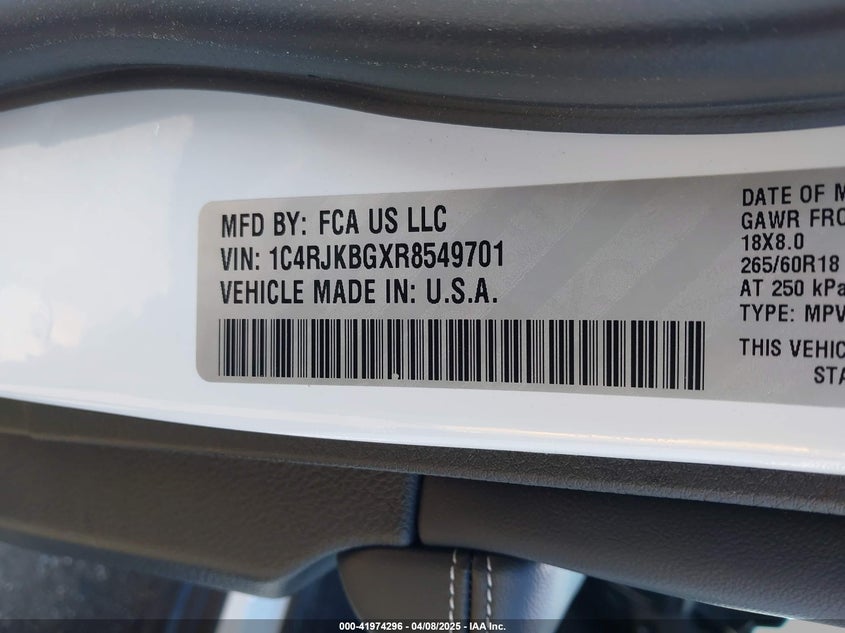 MFD BY: FCA US LLC
VIN: 1C4RJKBGXR8549701
VEHICLE MADE IN: U.S.A.
DATE OF M
GAWR FRO
18X8.0
265/60R18
AT 250 kPa
TYPE: MPV
THIS VEHIC
STA
000-41974296 - 04/08/2025 - IAA Inc.